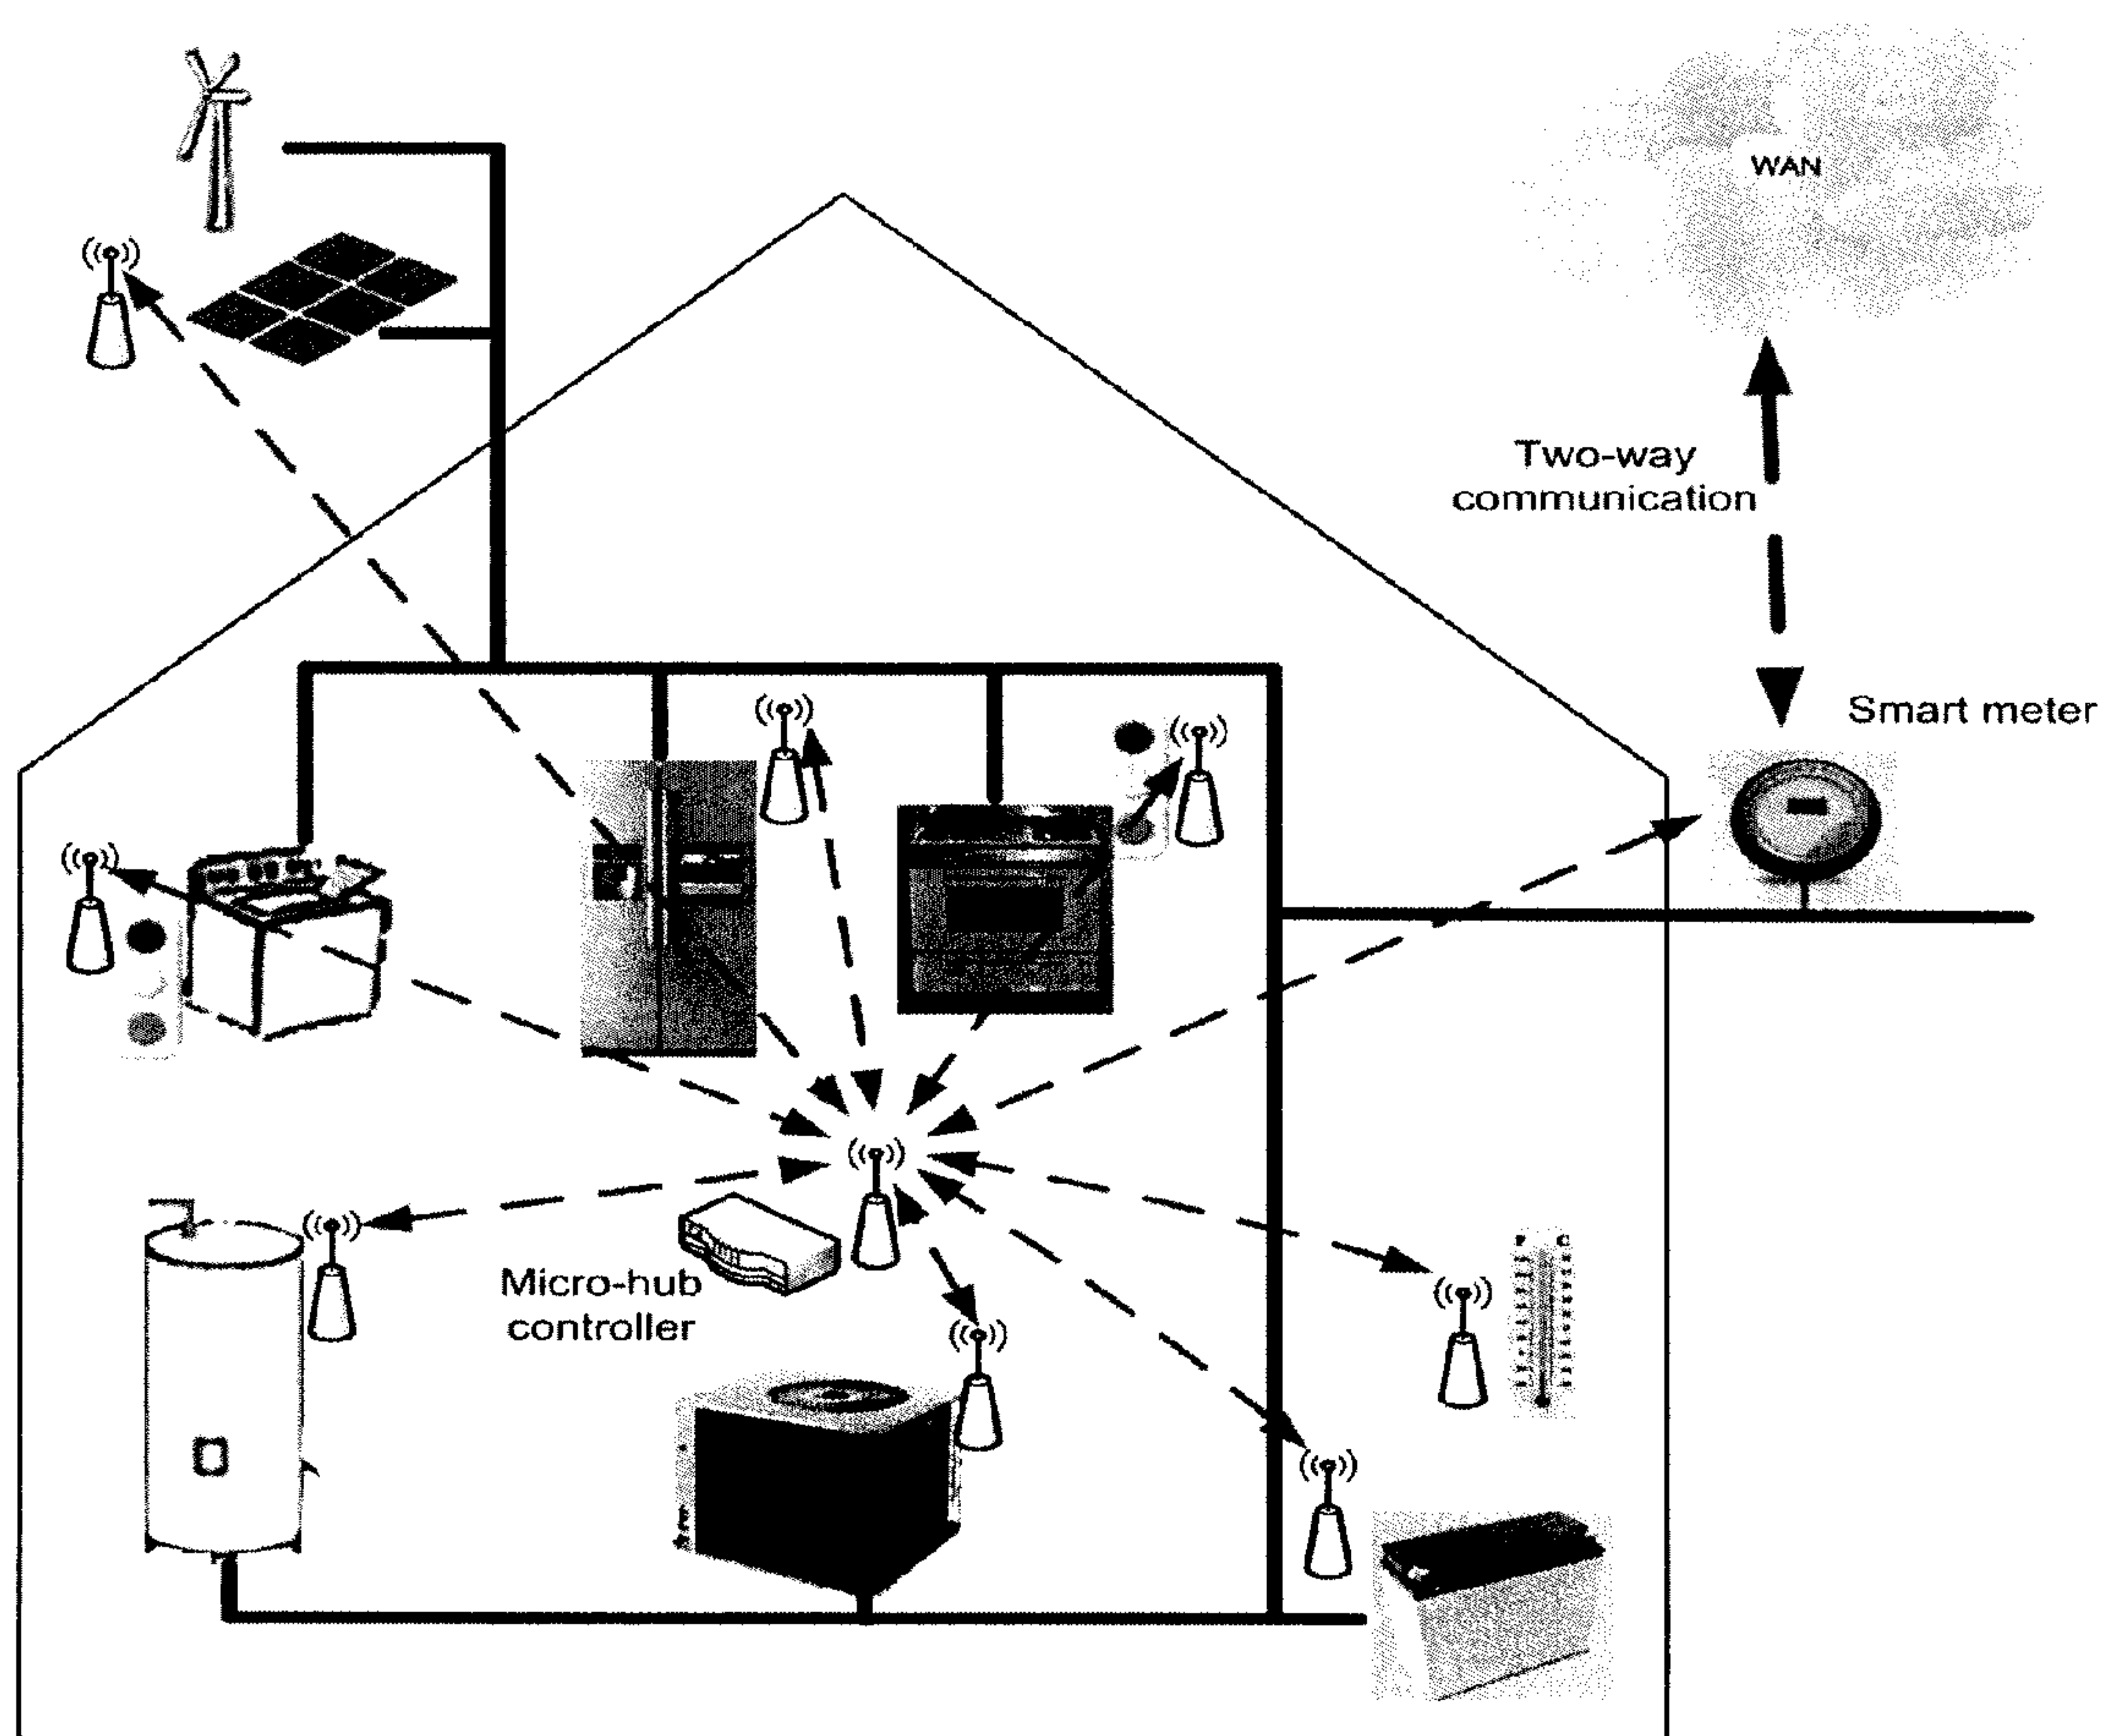 WAN
Two-way
communication
Smart meter
Micro-hub
controller
F C